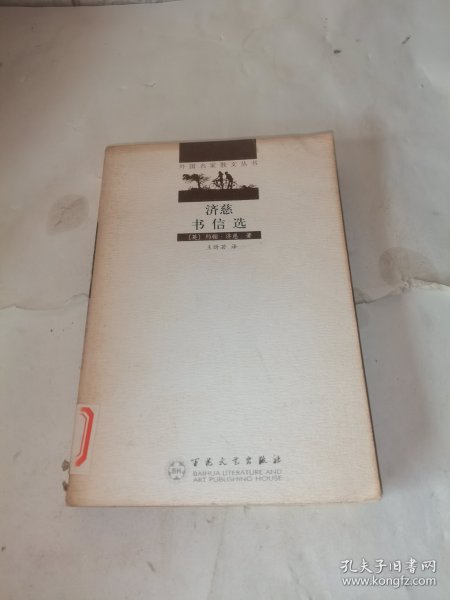 外国名家散文丛书
济慈
书信选
[英] 约翰·济慈 著
王昕若 译
BH
百花文艺出版社
BAIHUA LITERATURE AND
ART PUBLISHING HOUSE
孔夫子旧书网
www.kongfz.com